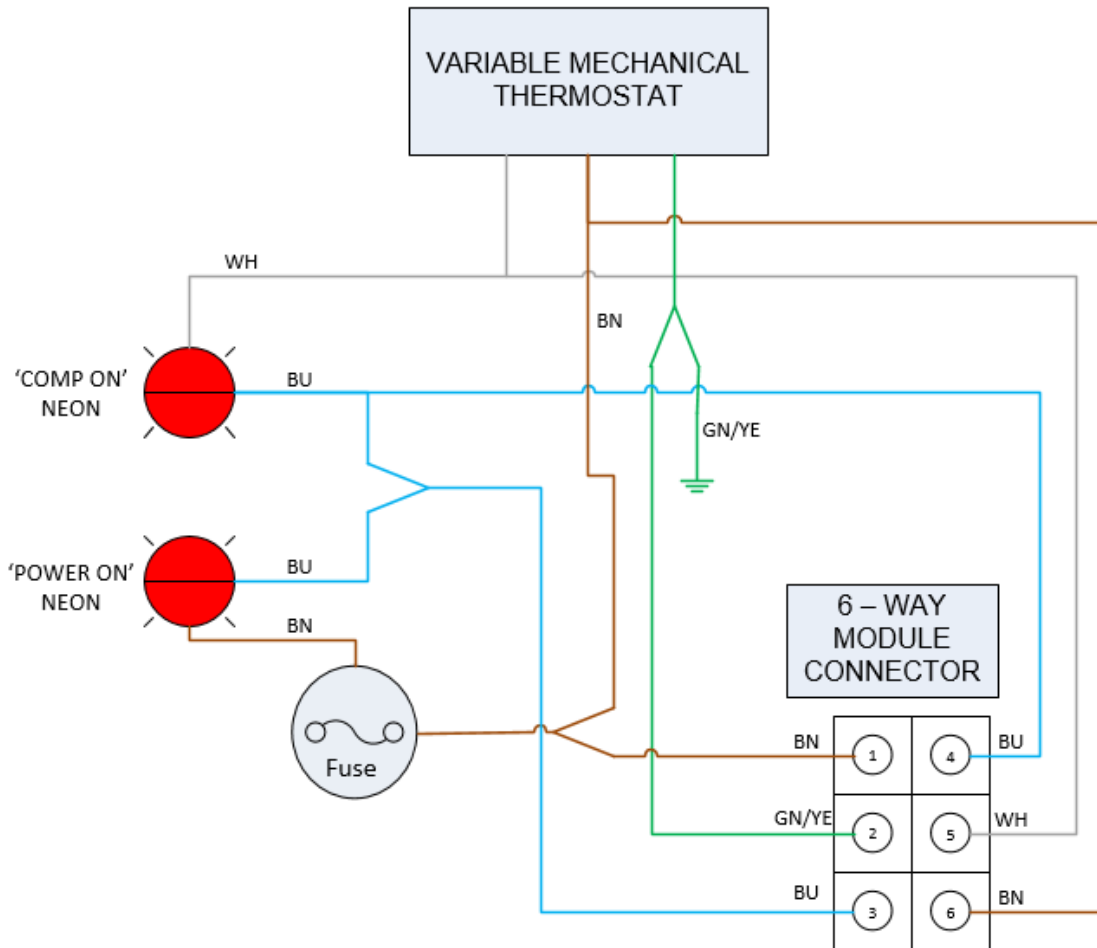 VARIABLE MECHANICAL
THERMOSTAT
WH
BN
‘COMP ON’
NEON
BU
GN/YE
‘POWER ON’
NEON
BU
BN
Fuse
6 – WAY
MODULE
CONNECTOR
BN
1
4
BU
GN/YE
2
5
WH
BU
3
6
BN